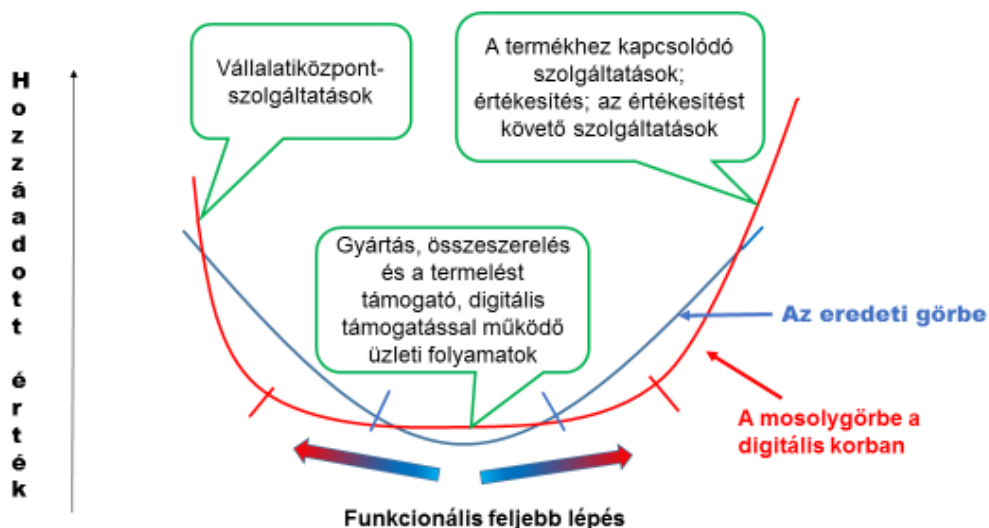 Hozzáadott érték
Vállalatiközpont-
szolgáltatások
A termékhez kapcsolódó
szolgáltatások;
értékesítés; az értékesítést
követő szolgáltatások
Gyártás, összeszerelés
és a termelést
támogató, digitális
támogatással működő
üzleti folyamatok
Az eredeti görbe
A mosolygörbe a
digitális korban
Funkcionális feljebb lépés